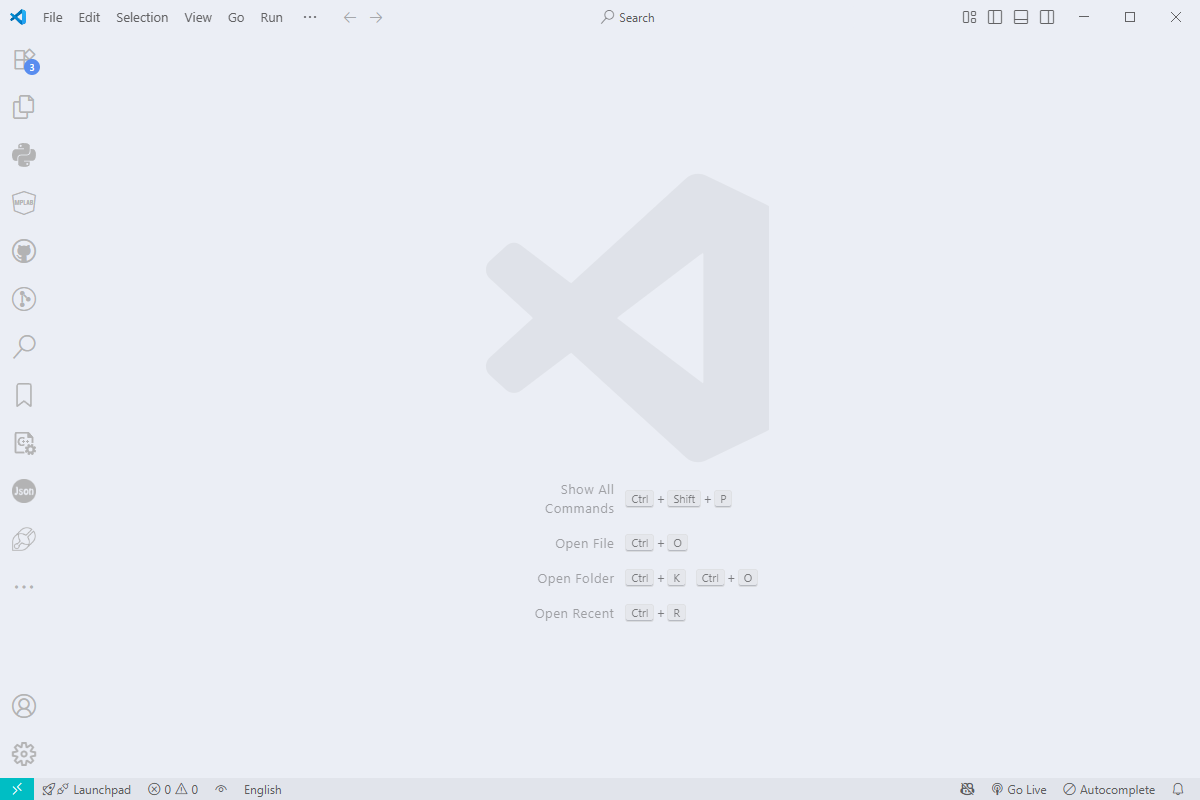 File Edit Selection View Go Run ··· Search
3
MPLAB
C++
Json
Show All Commands Ctrl + Shift + P
Open File Ctrl + O
Open Folder Ctrl + K Ctrl + O
Open Recent Ctrl + R
Launchpad 0 0 English Go Live Autocomplete